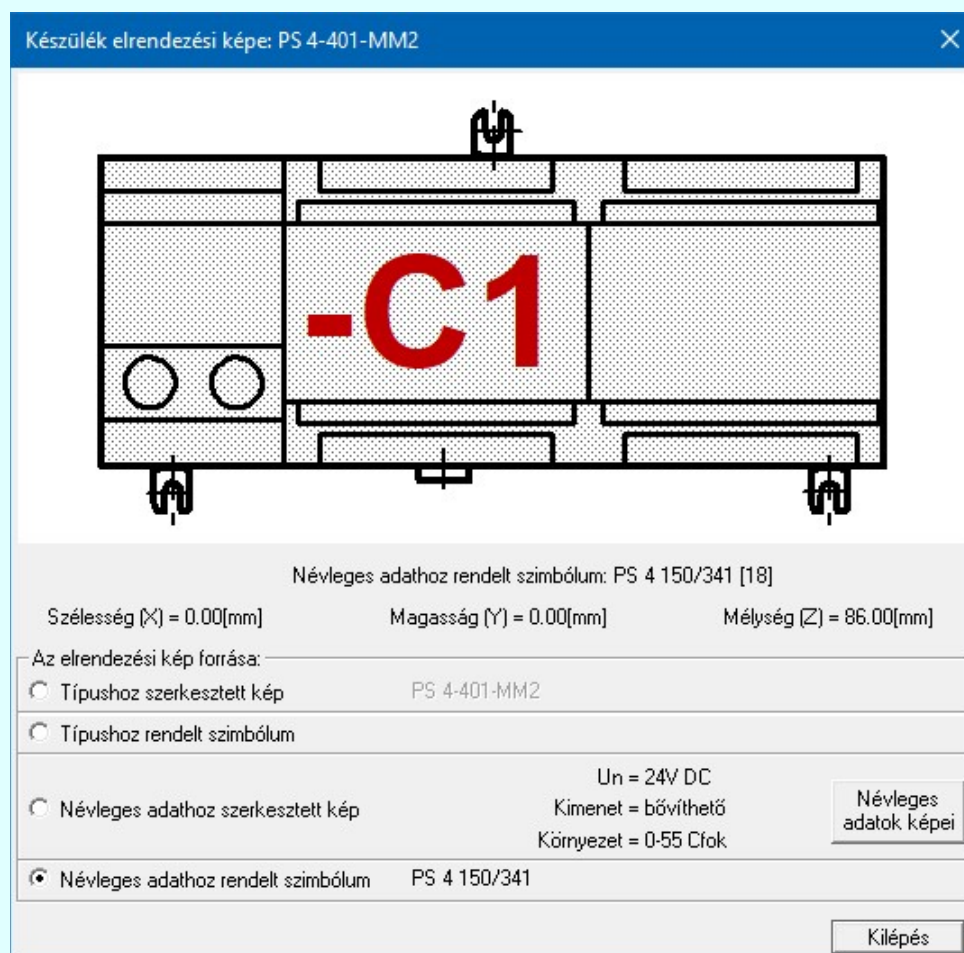 Készülék elrendezési képe: PS 4-401-MM2
-C1
Névleges adathoz rendelt szimbólum: PS 4 150/341 [18]
Szélesség (X) = 0.00[mm] Magasság (Y) = 0.00[mm] Mélység (Z) = 86.00[mm]
Az elrendezési kép forrása:
Típushoz szerkesztett kép PS 4-401-MM2
Típushoz rendelt szimbólum
Névleges adathoz szerkesztett kép
Un = 24V DC
Kimenet = bővíthető
Környezet = 0-55 Cfok
Névleges
adatok képei
Névleges adathoz rendelt szimbólum PS 4 150/341
Kilépés